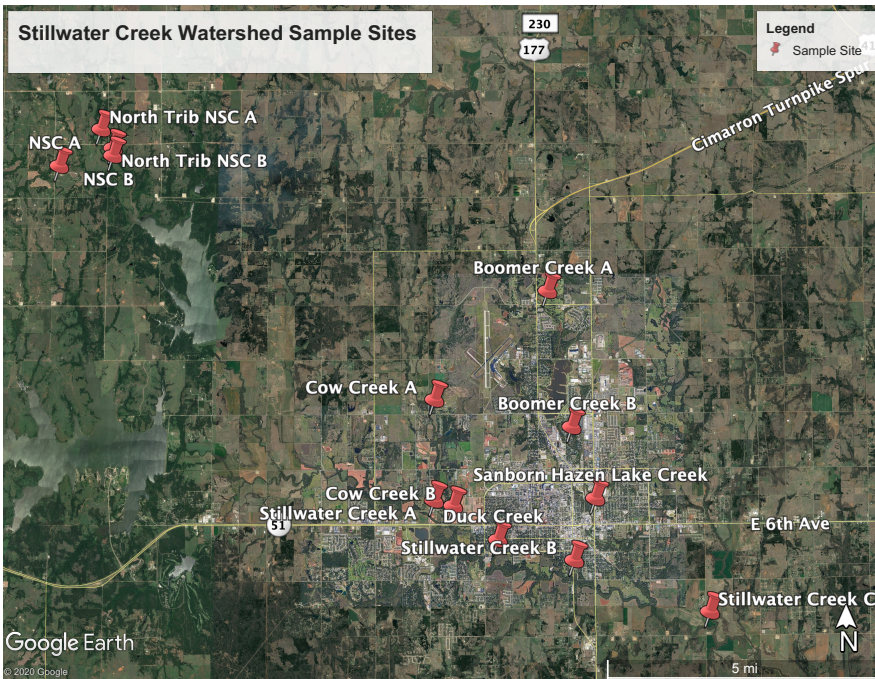 Stillwater Creek Watershed Sample Sites
230
177
Legend
Sample Site
41
Cimarron Turnpike Spur
North Trib NSC A
NSC A
North Trib NSC B
NSC B
Boomer Creek A
Cow Creek A
Boomer Creek B
Sanborn Hazen Lake Creek
Cow Creek B
Stillwater Creek A
Duck Creek
51
E 6th Ave
Stillwater Creek B
Stillwater Creek C
N
Google Earth
5 mi
© 2020 Google